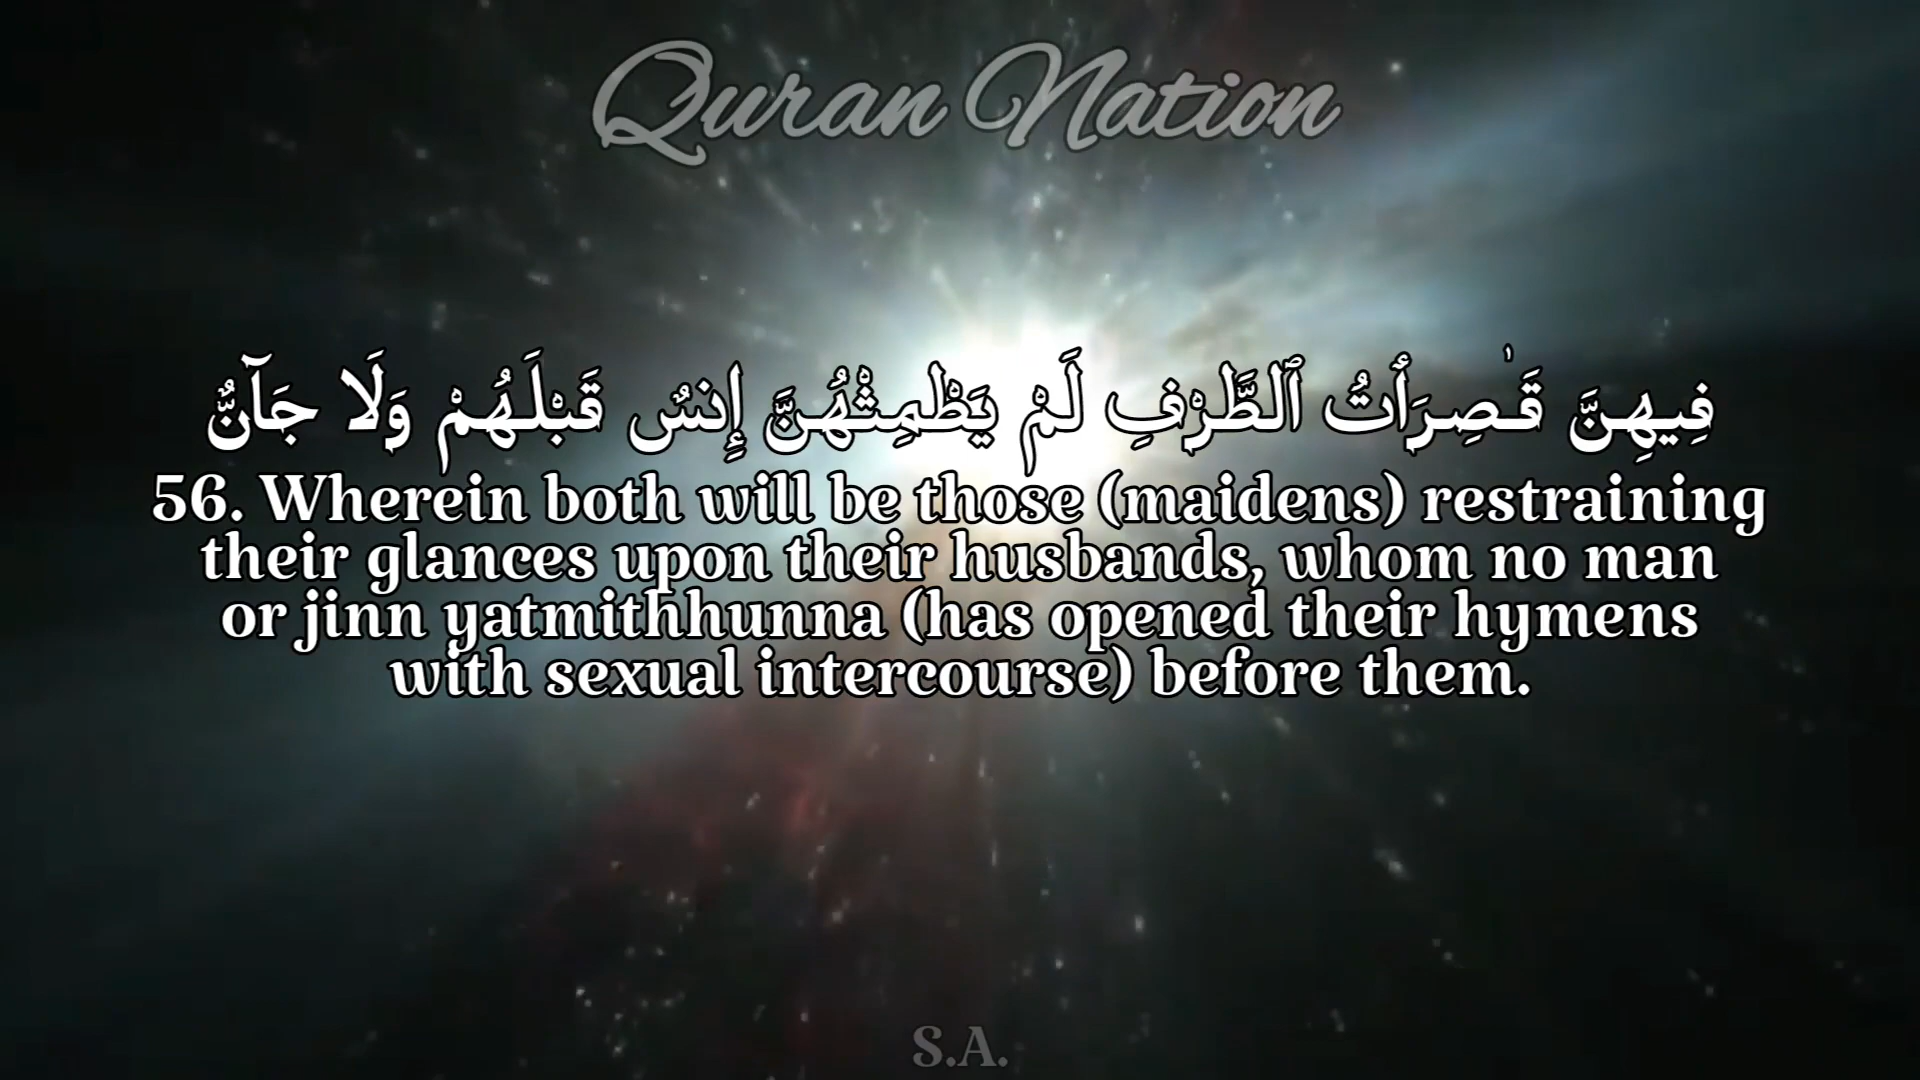 Quran Nation
فِيهِنَّ قَٰصِرَٰتُ ٱلطَّرْفِ لَمْ يَطْمِثْهُنَّ إِنسٌ قَبْلَهُمْ وَلَا جَآنٌّ
56. Wherein both will be those (maidens) restraining
their glances upon their husbands, whom no man
or jinn yatmithhunna (has opened their hymens
with sexual intercourse) before them.
S.A.